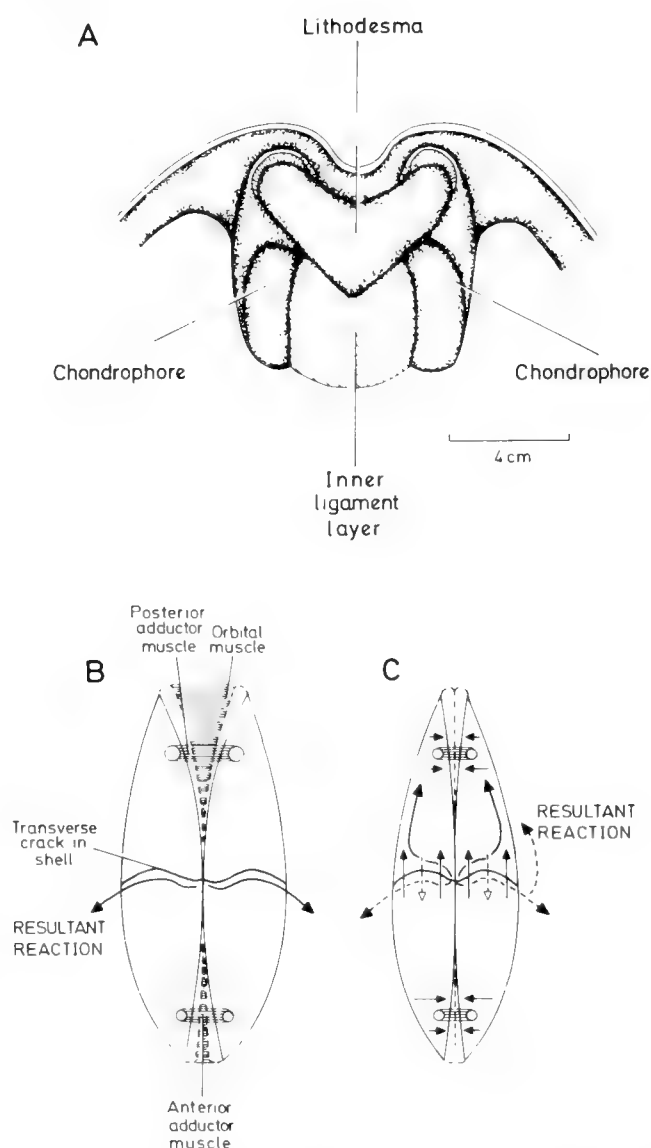 A
Lithodesma
Chondrophore
Chondrophore
4 cm
Inner
ligament
layer
B
Posterior
adductor
muscle
Orbital
muscle
Transverse
crack in
shell
RESULTANT
REACTION
Anterior
adductor
muscle
C
RESULTANT
REACTION